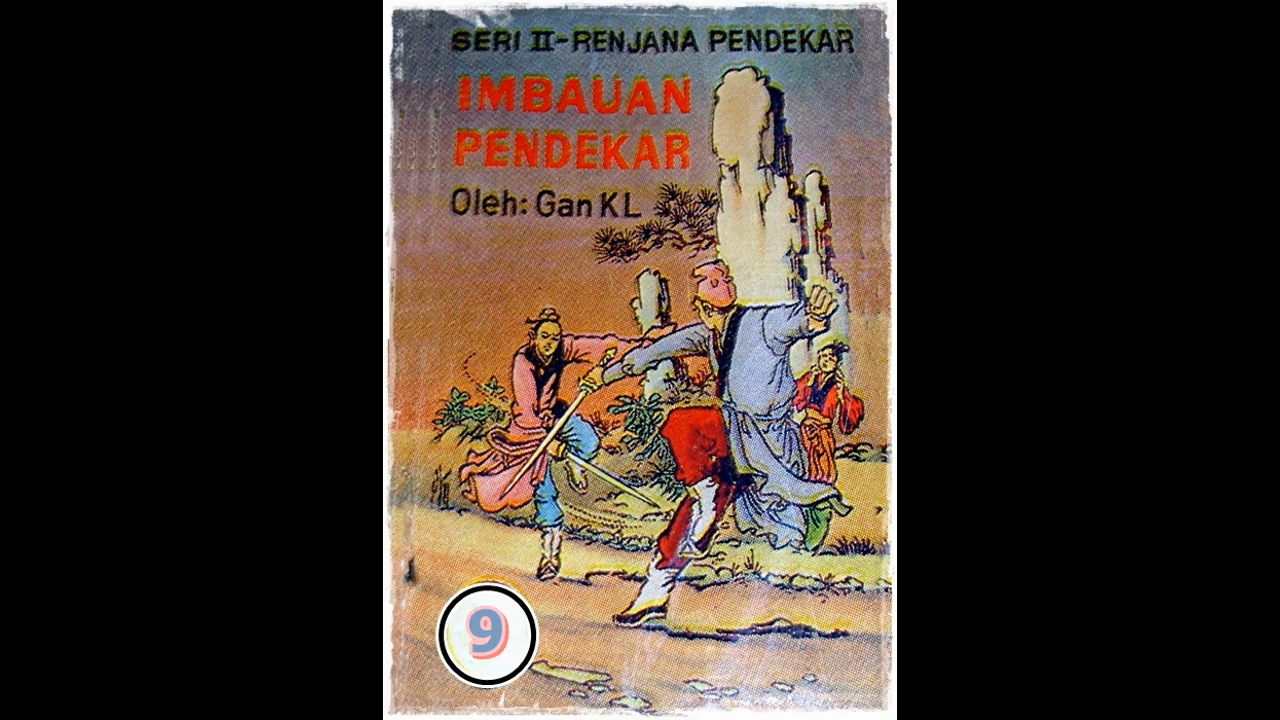 SERI II-RENJANA PENDEKAR
IMBAUAN
PENDEKAR
Oleh: Gan KL
9